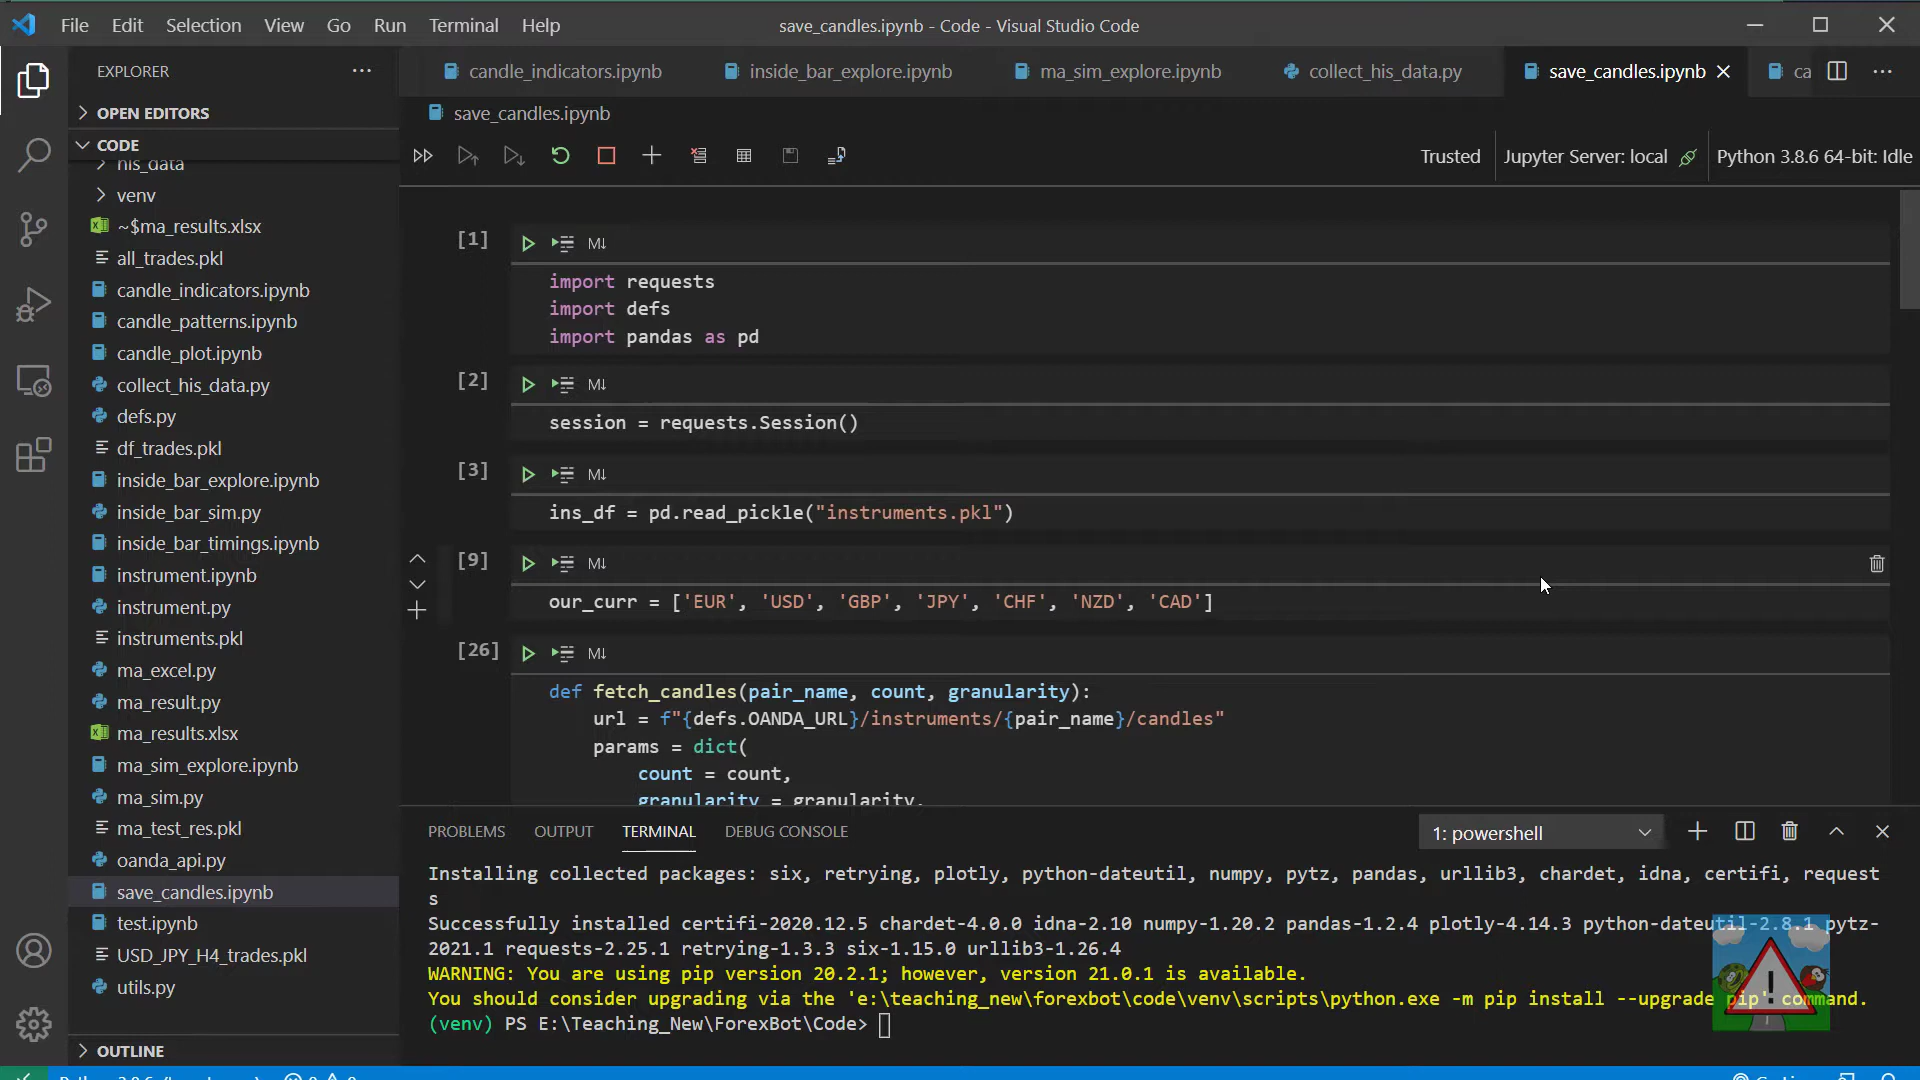 File Edit Selection View Go Run Terminal Help
save_candles.ipynb - Code - Visual Studio Code
EXPLORER
candle_indicators.ipynb
inside_bar_explore.ipynb
ma_sim_explore.ipynb
collect_his_data.py
save_candles.ipynb
ca
OPEN EDITORS
save_candles.ipynb
CODE
Trusted
Jupyter Server: local
Python 3.8.6 64-bit: Idle
his_data
venv
~$ma_results.xlsx
all_trades.pkl
candle_indicators.ipynb
candle_patterns.ipynb
candle_plot.ipynb
collect_his_data.py
defs.py
df_trades.pkl
inside_bar_explore.ipynb
inside_bar_sim.py
inside_bar_timings.ipynb
instrument.ipynb
instrument.py
instruments.pkl
ma_excel.py
ma_result.py
ma_results.xlsx
ma_sim_explore.ipynb
ma_sim.py
ma_test_res.pkl
oanda_api.py
save_candles.ipynb
test.ipynb
USD_JPY_H4_trades.pkl
utils.py
OUTLINE
[1]
M↓
import requests
import defs
import pandas as pd
[2]
M↓
session = requests.Session()
[3]
M↓
ins_df = pd.read_pickle("instruments.pkl")
[9]
M↓
our_curr = ['EUR', 'USD', 'GBP', 'JPY', 'CHF', 'NZD', 'CAD']
[26]
M↓
def fetch_candles(pair_name, count, granularity):
url = f"{defs.OANDA_URL}/instruments/{pair_name}/candles"
params = dict(
count = count,
granularity = granularity,
PROBLEMS OUTPUT TERMINAL DEBUG CONSOLE
1: powershell
Installing collected packages: six, retrying, plotly, python-dateutil, numpy, pytz, pandas, urllib3, chardet, idna, certifi, request
s
Successfully installed certifi-2020.12.5 chardet-4.0.0 idna-2.10 numpy-1.20.2 pandas-1.2.4 plotly-4.14.3 python-dateutil-2.8.1 pytz-
2021.1 requests-2.25.1 retrying-1.3.3 six-1.15.0 urllib3-1.26.4
WARNING: You are using pip version 20.2.1; however, version 21.0.1 is available.
You should consider upgrading via the 'e:\teaching_new\forexbot\code\venv\scripts\python.exe -m pip install --upgrade pip' command.
(venv) PS E:\Teaching_New\ForexBot\Code>